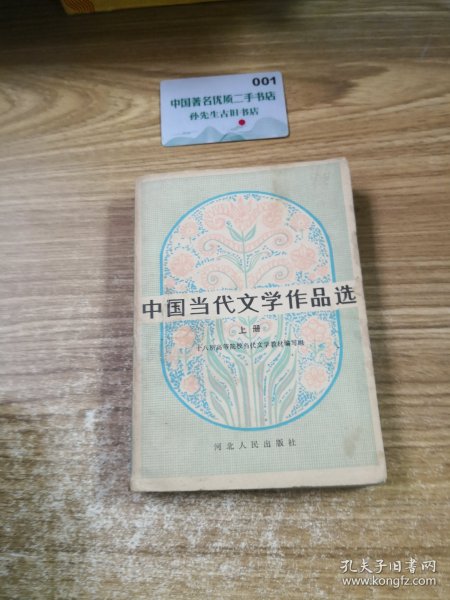 001
中国著名优质二手书店
孙先生古旧书店
中国当代文学作品选
上册
十八所高等院校当代文学教材编写组
河北人民出版社
孔夫子旧书网
www.kongfz.com